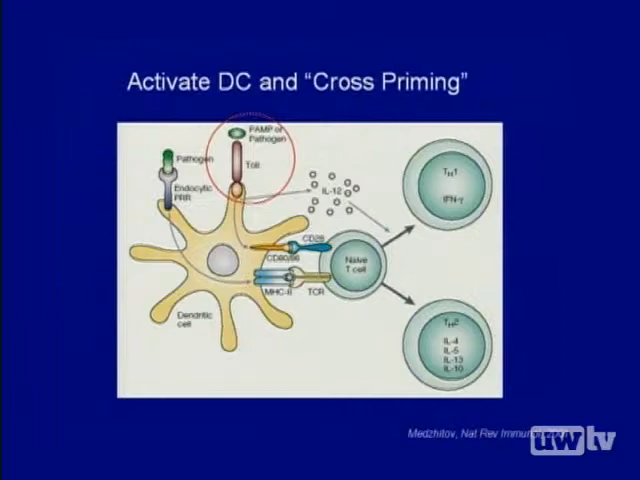 Activate DC and “Cross Priming”
PAMP or
Pathogen
Pathogen
Toll
Endocytic
PRR
IL-12
TH1
IFN-γ
CD28
CD80/86
Naive
T cell
MHC-II
TCR
Dendritic
cell
TH2
IL-4
IL-5
IL-13
IL-10
Medzhitov, Nat Rev Immunol 2001
uwtv